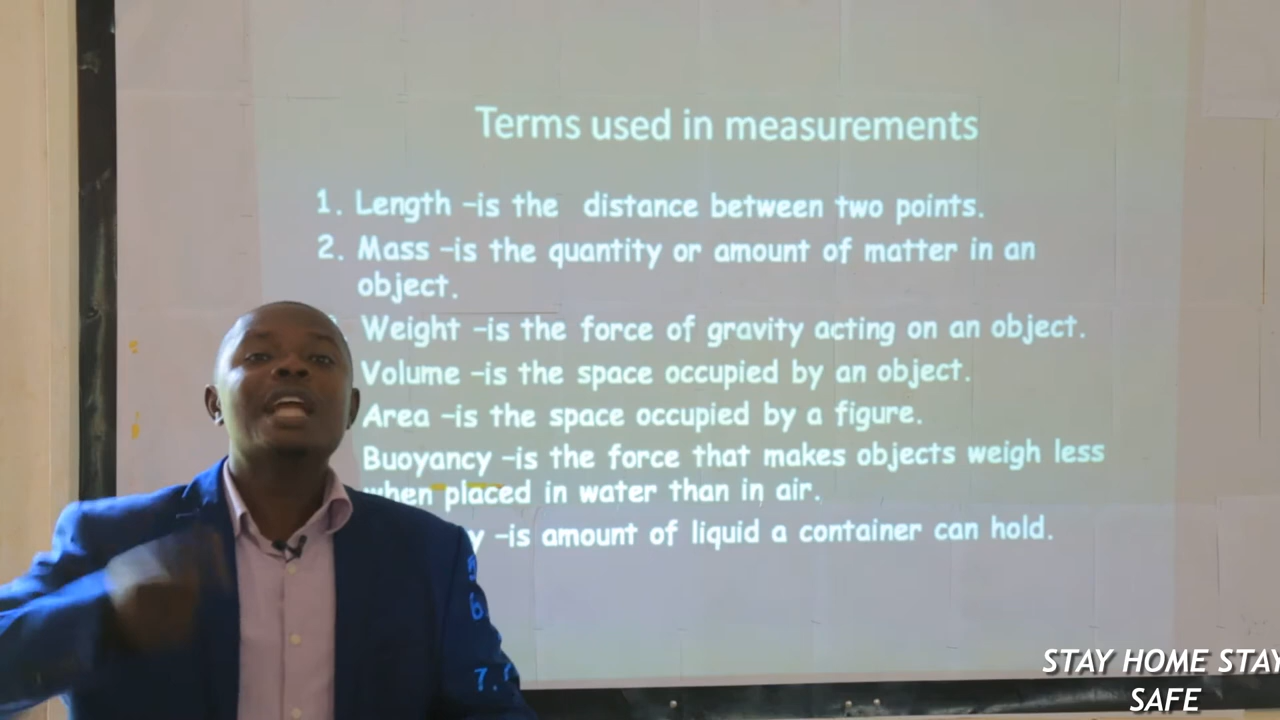 Terms used in measurements
1. Length -is the distance between two points.
2. Mass -is the quantity or amount of matter in an
object.
Weight -is the force of gravity acting on an object.
Volume -is the space occupied by an object.
Area -is the space occupied by a figure.
Buoyancy -is the force that makes objects weigh less
when placed in water than in air.
y -is amount of liquid a container can hold.
6
7.
STAY HOME STAY
SAFE